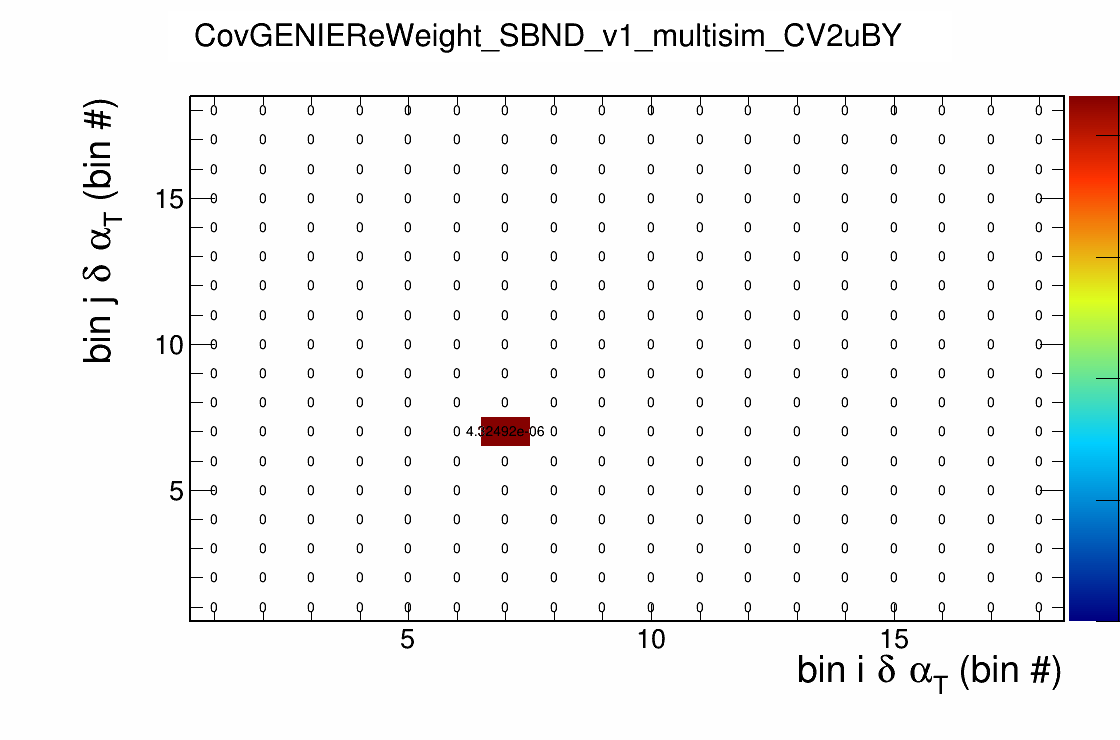 CovGENIEReWeight_SBND_v1_multisim_CV2uBY
bin j δ α_T (bin #)
0 0 0 0 0 0 0 0 0 0 0 0 0 0 0 0 0 0
0 0 0 0 0 0 0 0 0 0 0 0 0 0 0 0 0 0
0 0 0 0 0 0 0 0 0 0 0 0 0 0 0 0 0 0
15 0 0 0 0 0 0 0 0 0 0 0 0 0 0 0 0 0 0
0 0 0 0 0 0 0 0 0 0 0 0 0 0 0 0 0 0
0 0 0 0 0 0 0 0 0 0 0 0 0 0 0 0 0 0
0 0 0 0 0 0 0 0 0 0 0 0 0 0 0 0 0 0
0 0 0 0 0 0 0 0 0 0 0 0 0 0 0 0 0 0
10 0 0 0 0 0 0 0 0 0 0 0 0 0 0 0 0 0 0
0 0 0 0 0 0 0 0 0 0 0 0 0 0 0 0 0 0
0 0 0 0 0 0 0 0 0 0 0 0 0 0 0 0 0 0
0 0 0 0 0 0 4.32492e-06 0 0 0 0 0 0 0 0 0 0 0
0 0 0 0 0 0 0 0 0 0 0 0 0 0 0 0 0 0
5 0 0 0 0 0 0 0 0 0 0 0 0 0 0 0 0 0 0
0 0 0 0 0 0 0 0 0 0 0 0 0 0 0 0 0 0
0 0 0 0 0 0 0 0 0 0 0 0 0 0 0 0 0 0
0 0 0 0 0 0 0 0 0 0 0 0 0 0 0 0 0 0
0 0 0 0 0 0 0 0 0 0 0 0 0 0 0 0 0 0
5 10 15
bin i δ α_T (bin #)